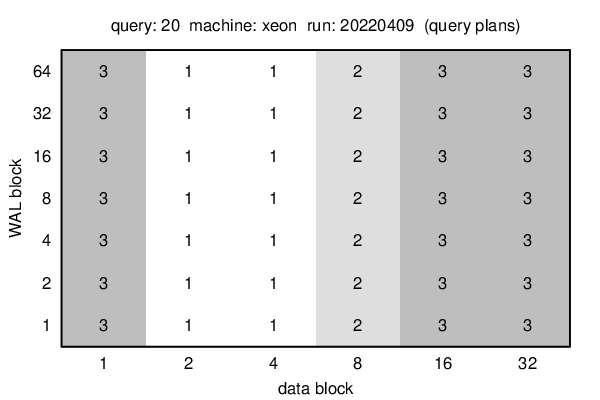 query: 20 machine: xeon run: 20220409 (query plans)
64 3 1 1 2 3 3
32 3 1 1 2 3 3
16 3 1 1 2 3 3
8 3 1 1 2 3 3
4 3 1 1 2 3 3
2 3 1 1 2 3 3
1 3 1 1 2 3 3
WAL block
1 2 4 8 16 32
data block